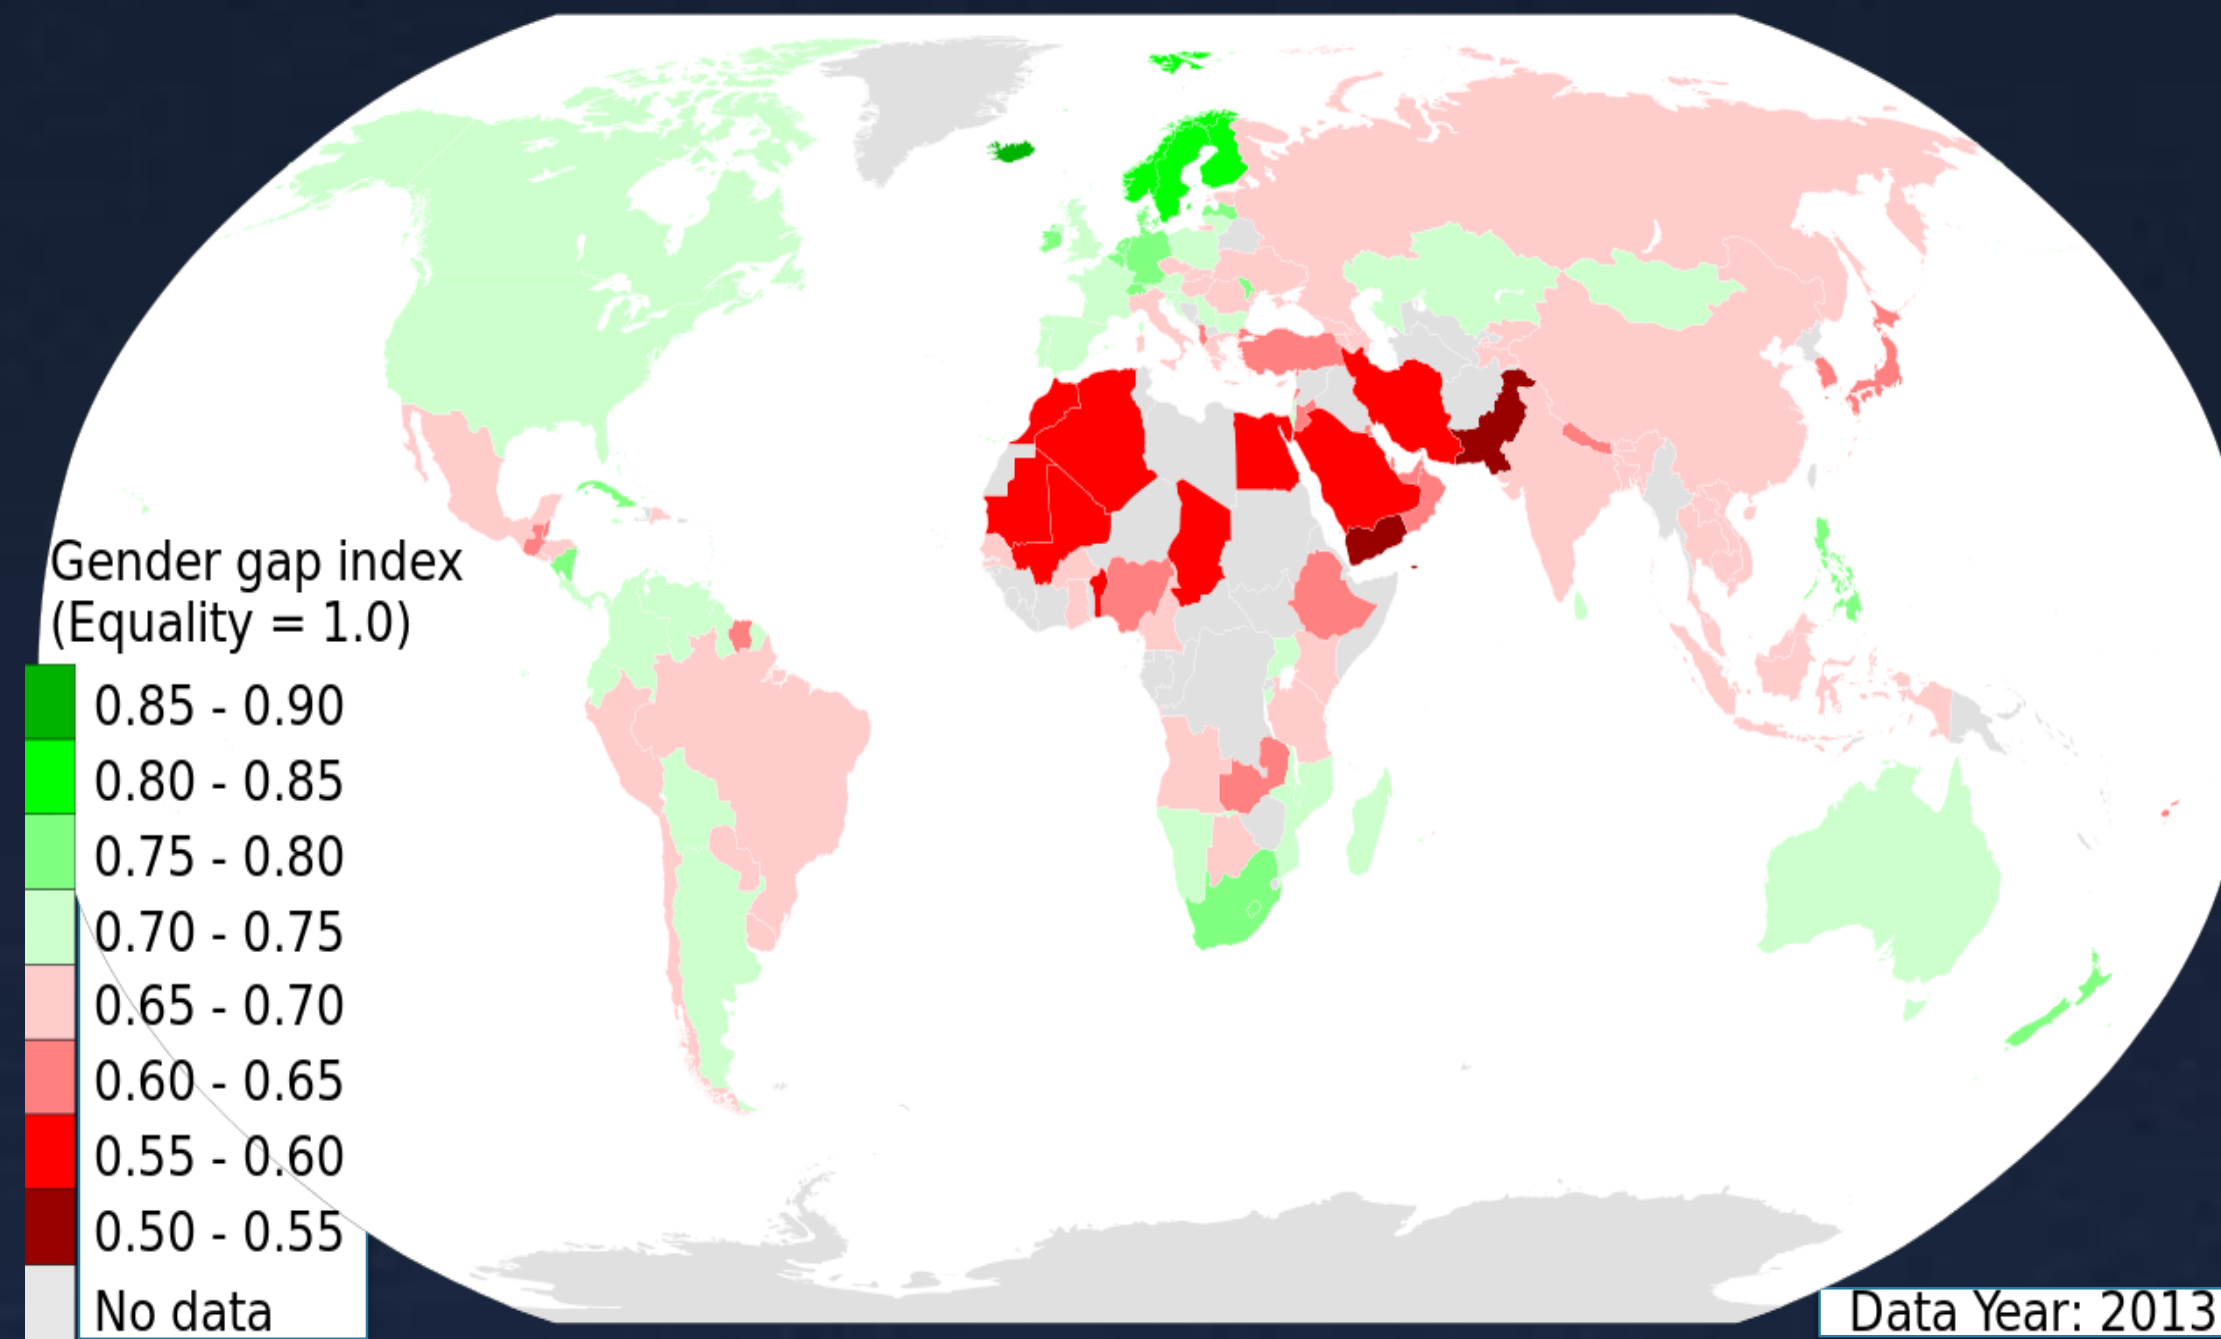 Gender gap index
(Equality = 1.0)
0.85 - 0.90
0.80 - 0.85
0.75 - 0.80
0.70 - 0.75
0.65 - 0.70
0.60 - 0.65
0.55 - 0.60
0.50 - 0.55
No data
Data Year: 2013